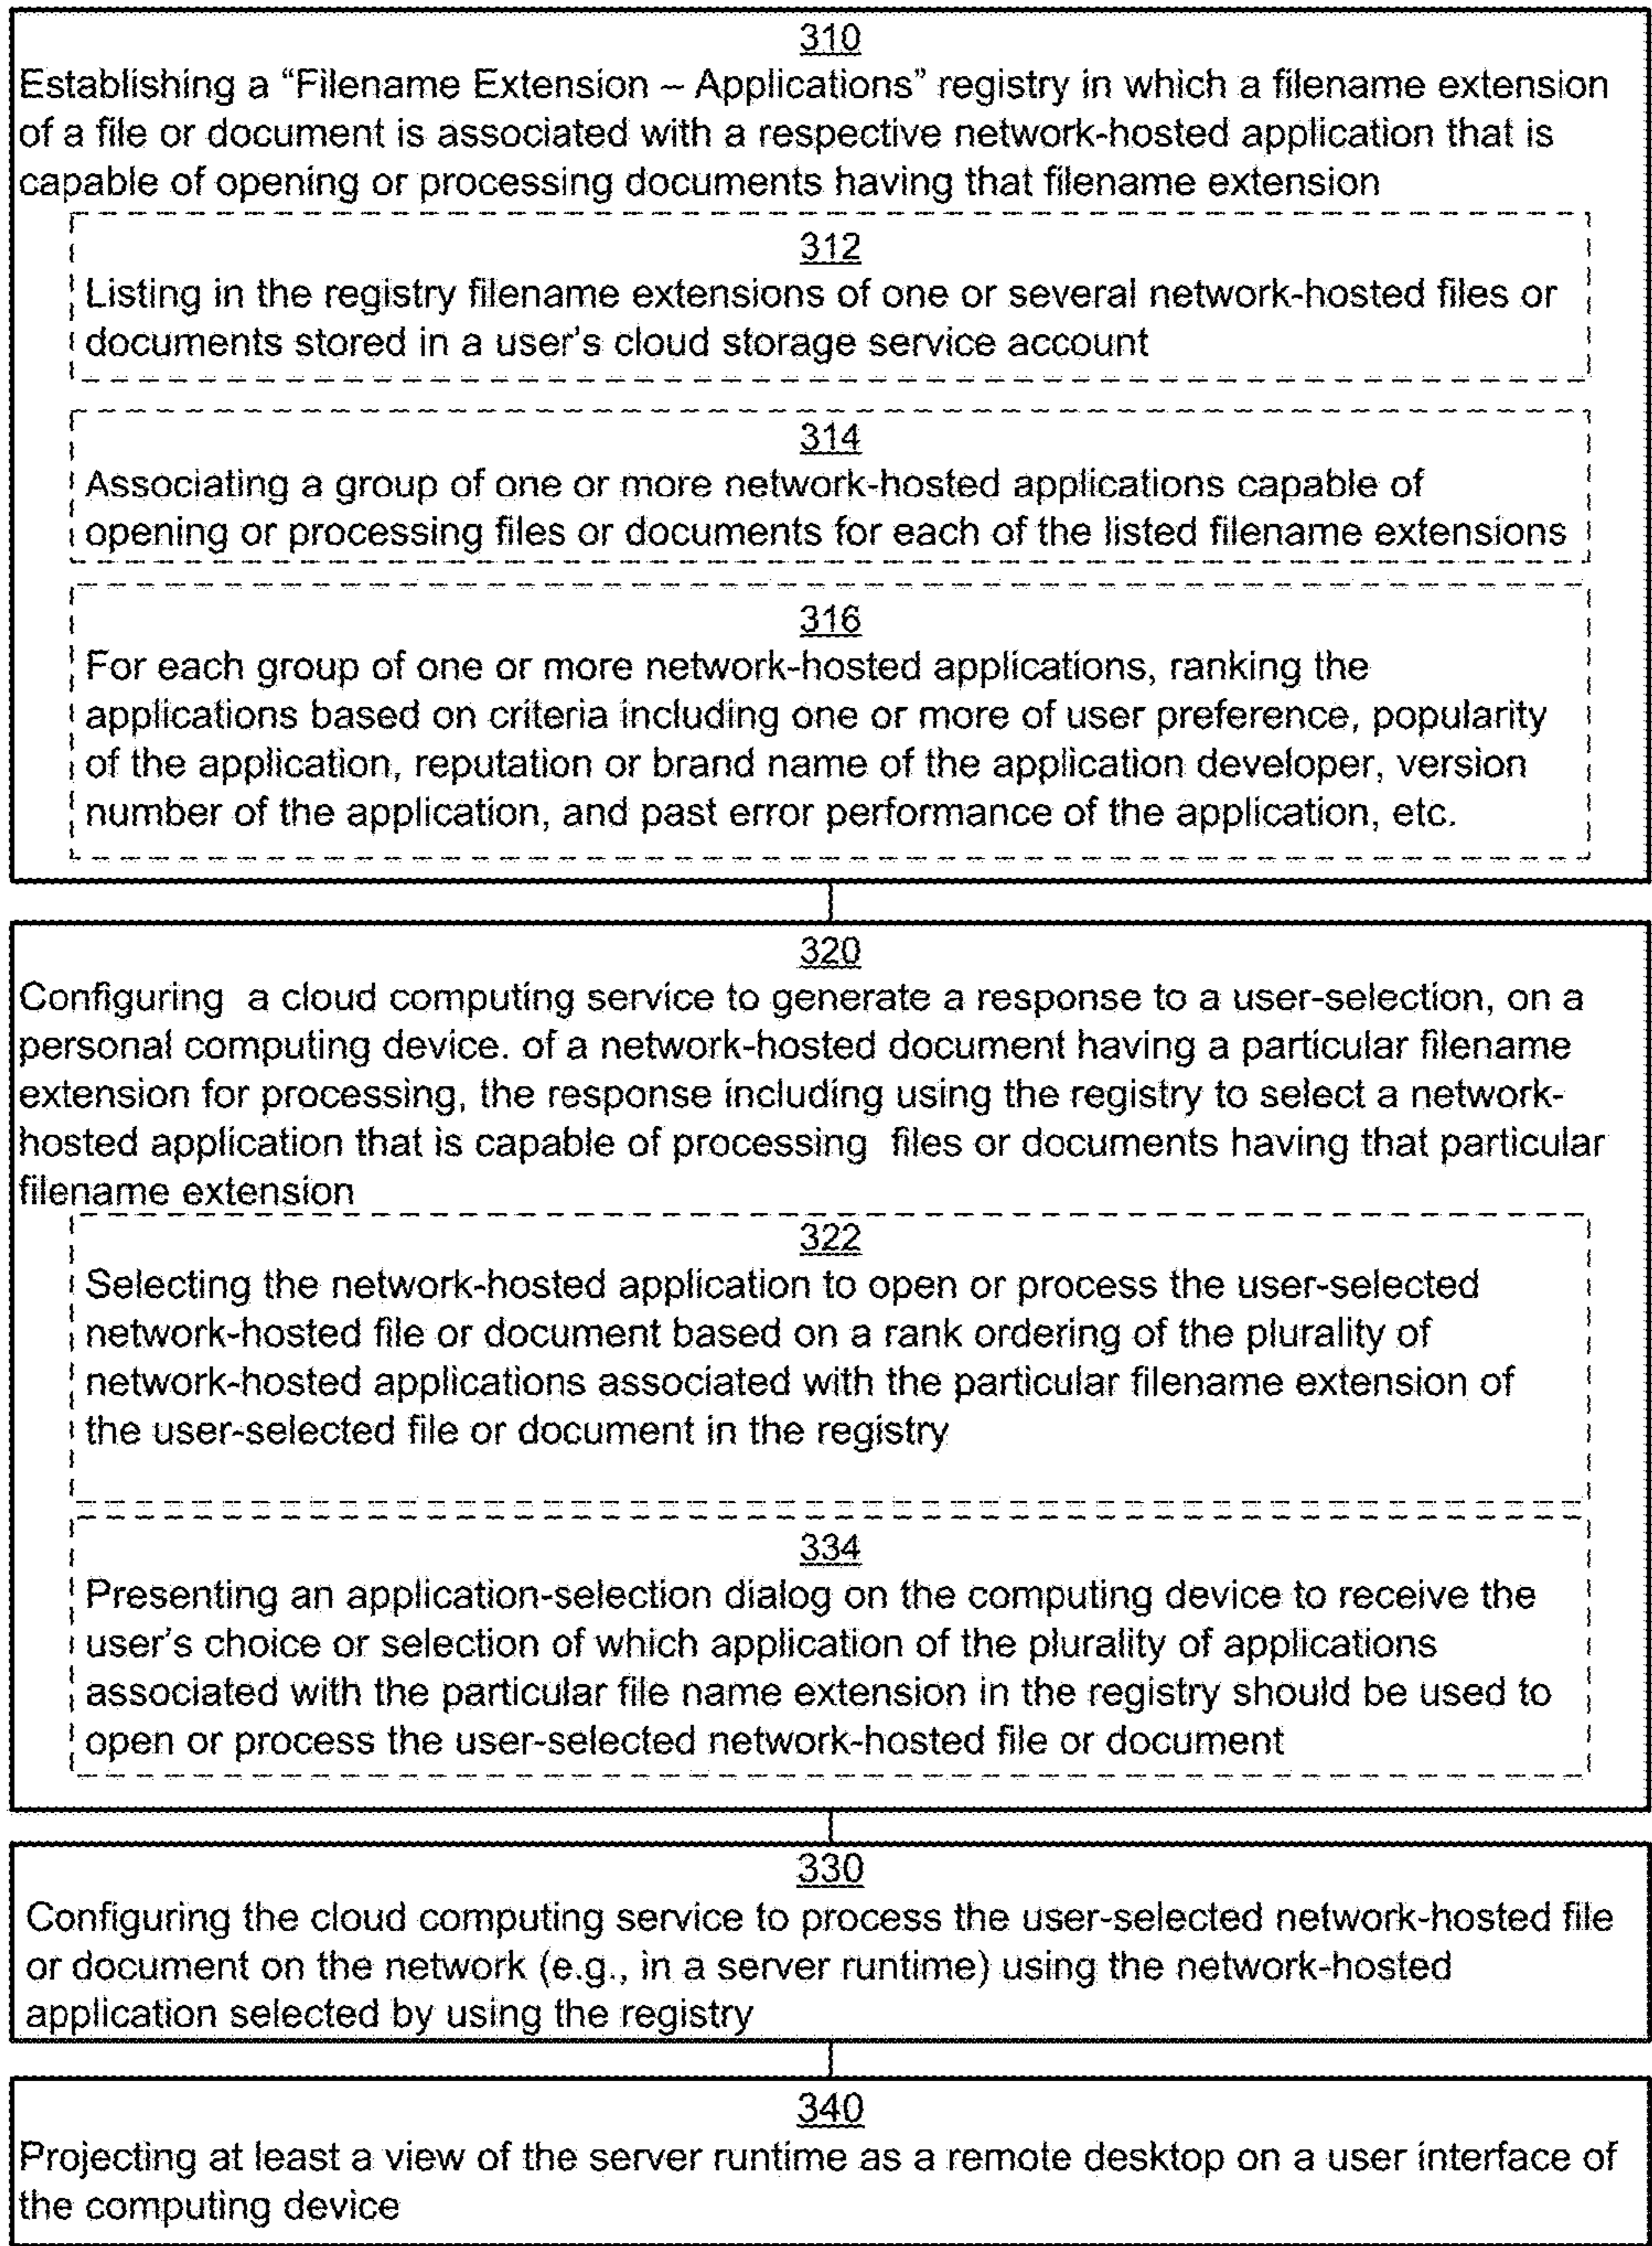 310
Establishing a “Filename Extension – Applications” registry in which a filename extension
of a file or document is associated with a respective network-hosted application that is
capable of opening or processing documents having that filename extension
312
Listing in the registry filename extensions of one or several network-hosted files or
documents stored in a user's cloud storage service account
314
Associating a group of one or more network-hosted applications capable of
opening or processing files or documents for each of the listed filename extensions
316
For each group of one or more network-hosted applications, ranking the
applications based on criteria including one or more of user preference, popularity
of the application, reputation or brand name of the application developer, version
number of the application, and past error performance of the application, etc.
320
Configuring a cloud computing service to generate a response to a user-selection, on a
personal computing device. of a network-hosted document having a particular filename
extension for processing, the response including using the registry to select a network-
hosted application that is capable of processing files or documents having that particular
filename extension
322
Selecting the network-hosted application to open or process the user-selected
network-hosted file or document based on a rank ordering of the plurality of
network-hosted applications associated with the particular filename extension of
the user-selected file or document in the registry
334
Presenting an application-selection dialog on the computing device to receive the
user's choice or selection of which application of the plurality of applications
associated with the particular file name extension in the registry should be used to
open or process the user-selected network-hosted file or document
330
Configuring the cloud computing service to process the user-selected network-hosted file
or document on the network (e.g., in a server runtime) using the network-hosted
application selected by using the registry
340
Projecting at least a view of the server runtime as a remote desktop on a user interface of
the computing device